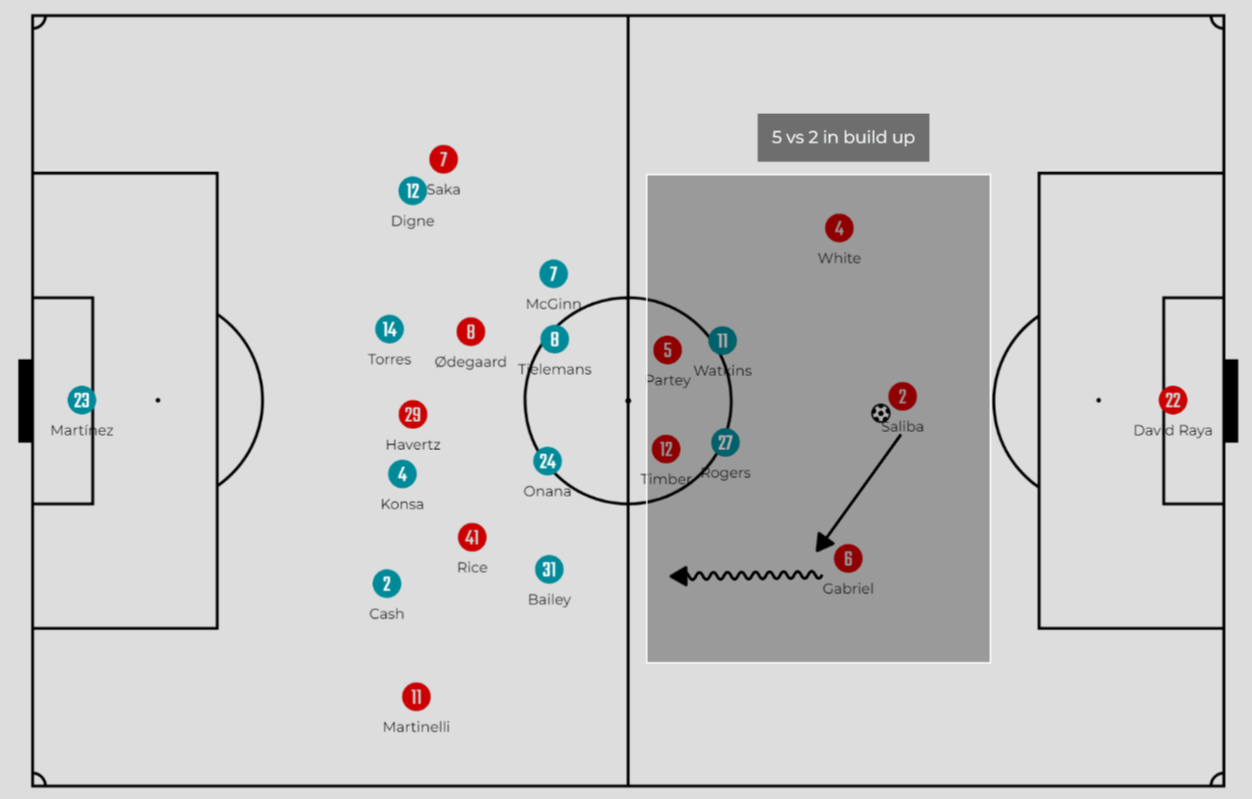 5 vs 2 in build up
7
Saka
12
Digne
4
White
7
McGinn
14
Torres
8
Ødegaard
8
Tielemans
5
Partey
11
Watkins
23
Martínez
29
Havertz
2
Saliba
22
David Raya
4
Konsa
24
Onana
12
Timber
27
Rogers
41
Rice
31
Bailey
6
Gabriel
2
Cash
11
Martinelli